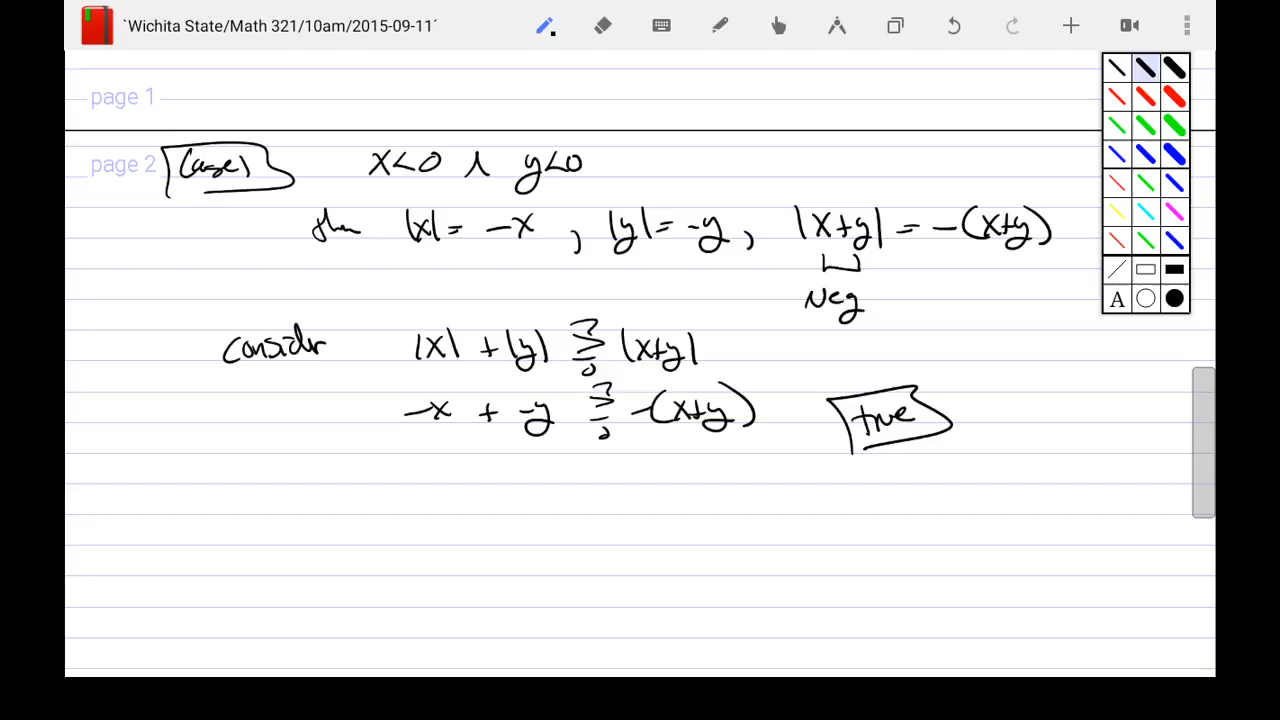 `Wichita State/Math 321/10am/2015-09-11´
page 1
page 2
Case) x<0 ∧ y<0
then |x| = -x , |y| = -y , |x+y| = -(x+y)
Neg
Consider |x| + |y| ≥? |x+y|
-x + -y ≥? -(x+y) true
A